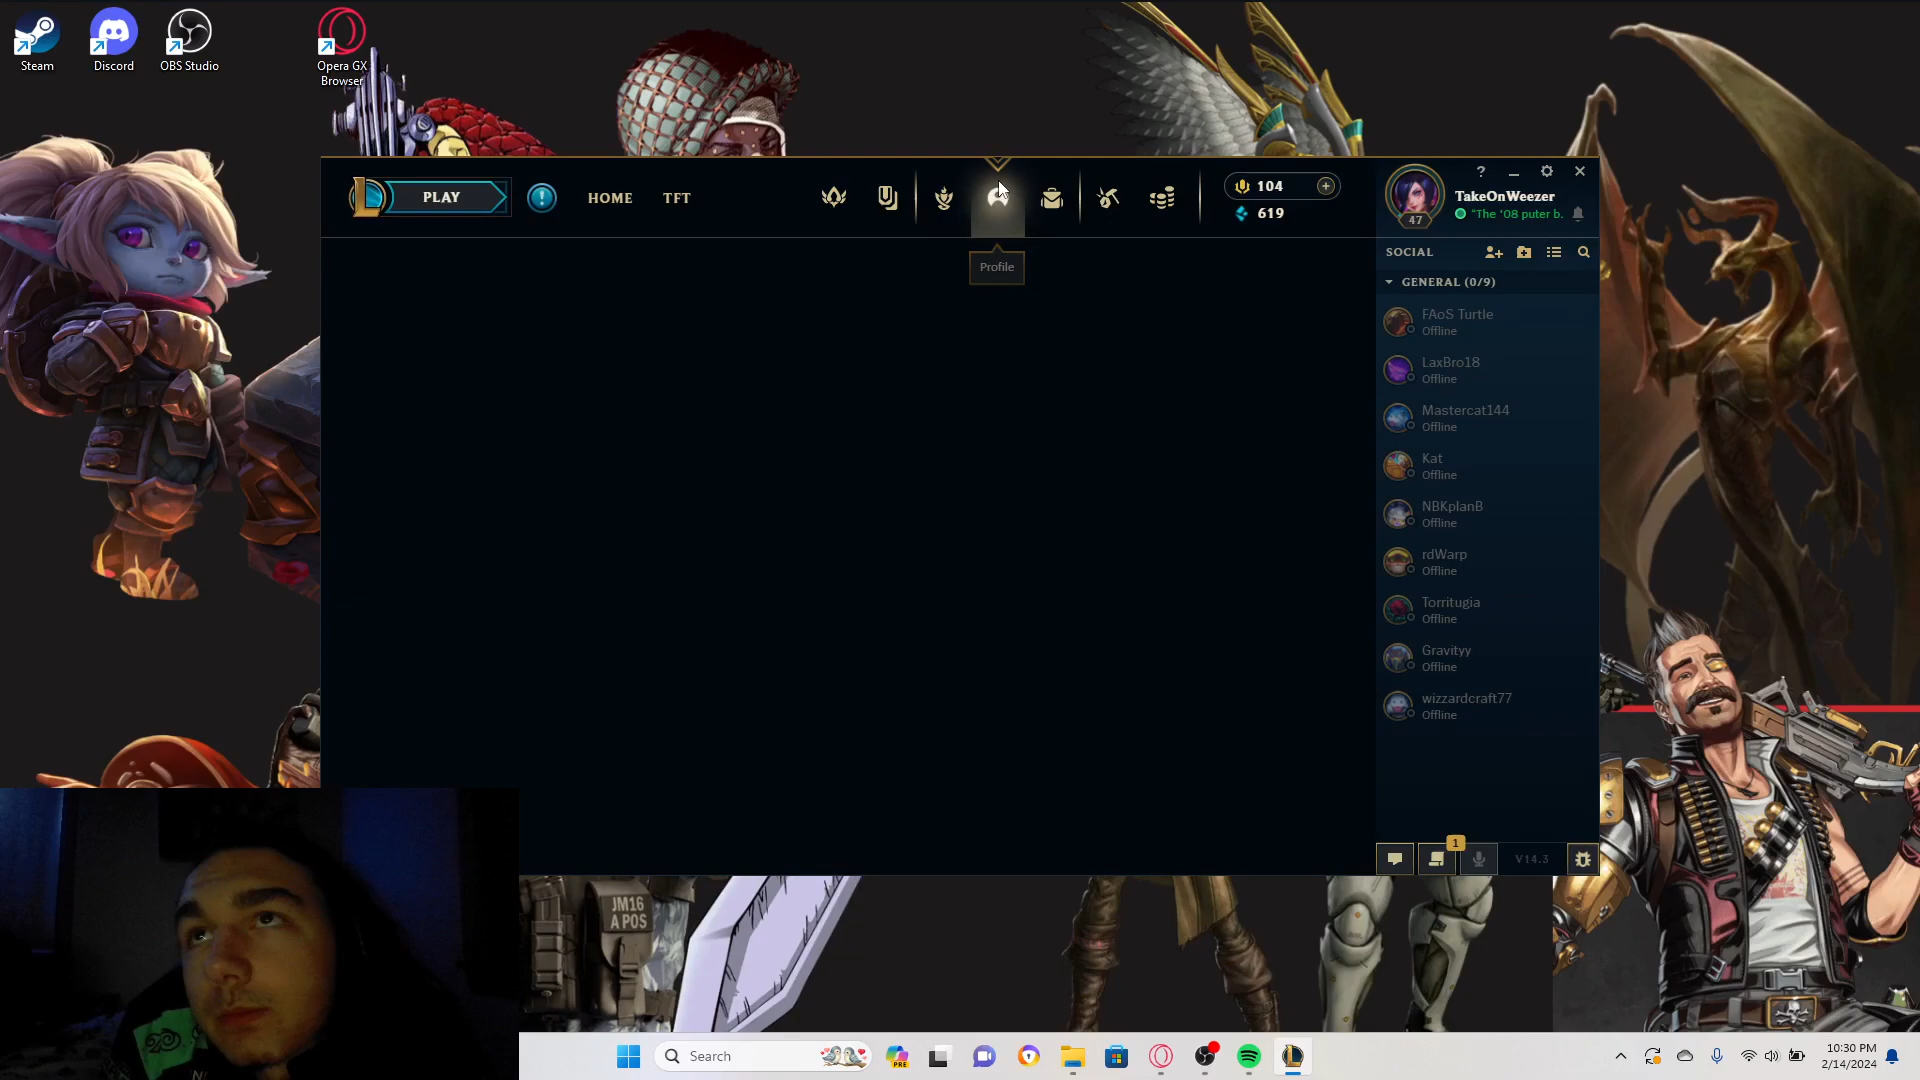 Steam
Discord
OBS Studio
Opera GX
Browser
PLAY
HOME
TFT
104
619
Profile
47
TakeOnWeezer
"The '08 puter b.
SOCIAL
GENERAL (0/9)
FAoS Turtle
Offline
LaxBro18
Offline
Mastercat144
Offline
Kat
Offline
NBKplanB
Offline
rdWarp
Offline
Torritugia
Offline
Gravityy
Offline
wizzardcraft77
Offline
1
V14.3
JM16
A POS
Search
PRE
10:30 PM
2/14/2024